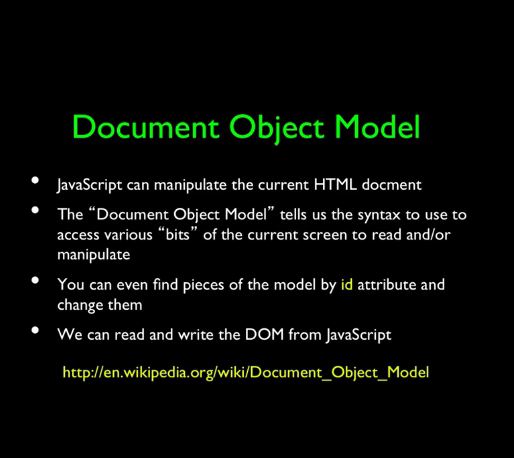 Document Object Model
• JavaScript can manipulate the current HTML docment
• The “Document Object Model” tells us the syntax to use to
access various “bits” of the current screen to read and/or
manipulate
• You can even find pieces of the model by id attribute and
change them
• We can read and write the DOM from JavaScript
http://en.wikipedia.org/wiki/Document_Object_Model